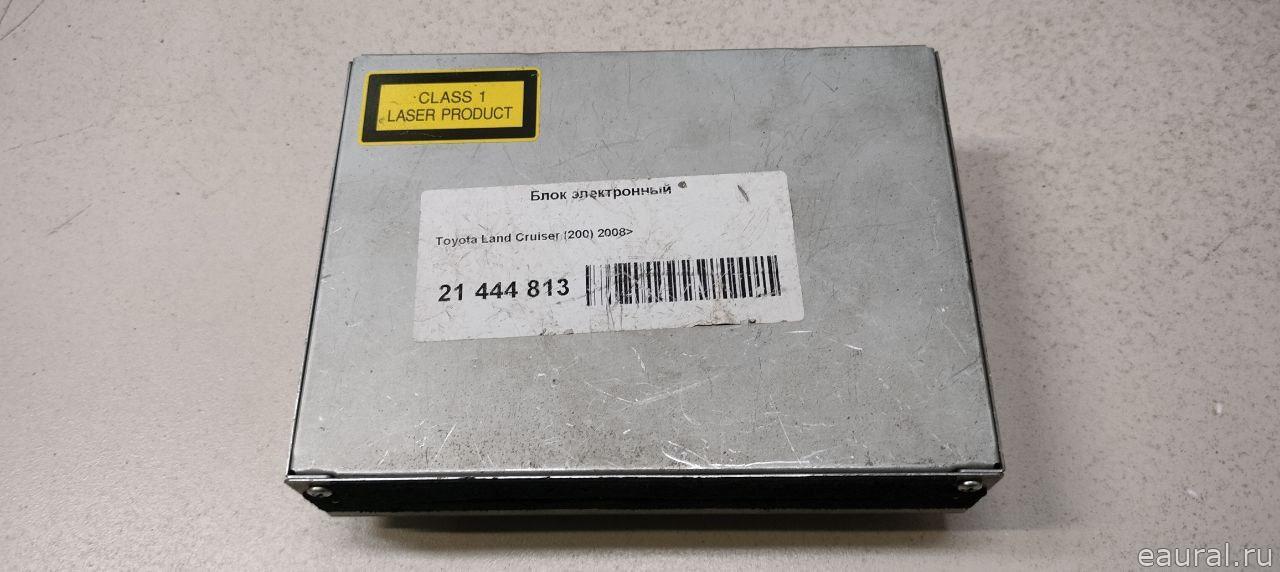 CLASS 1
LASER PRODUCT
Блок электронный
Toyota Land Cruiser (200) 2008>
21 444 813
eaural.ru